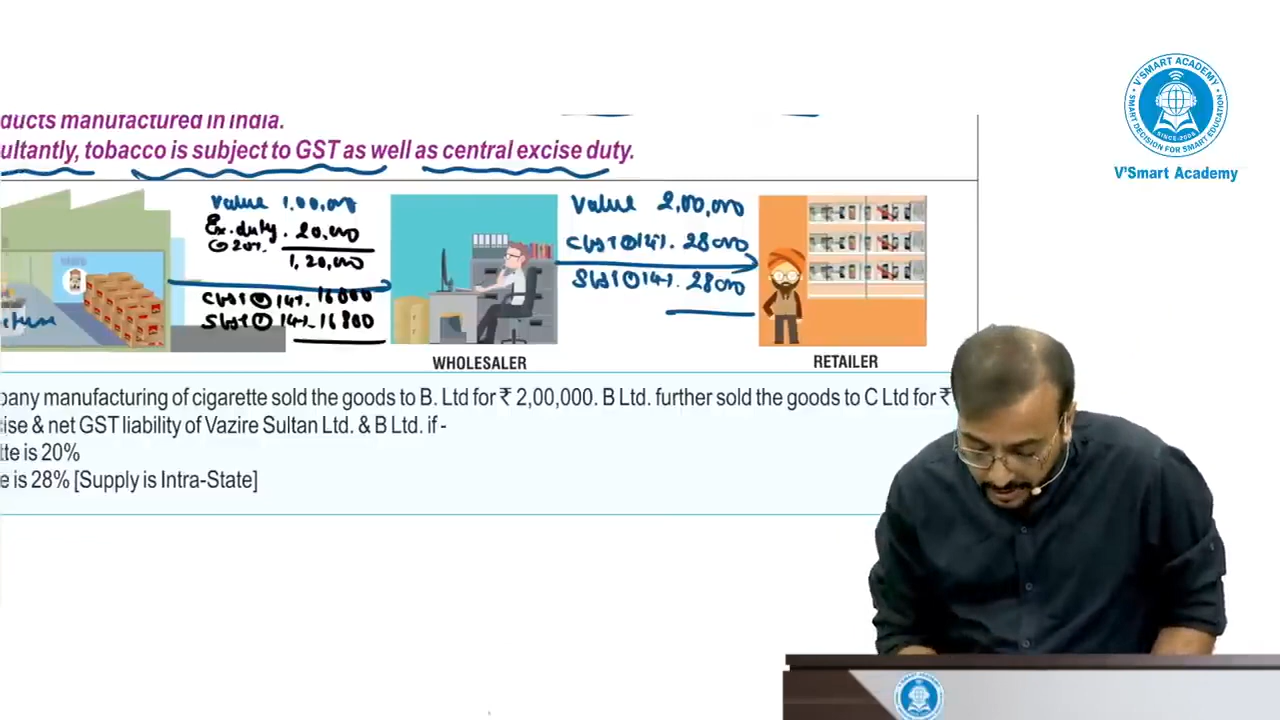 ducts manufactured in India.
ultantly, tobacco is subject to GST as well as central excise duty.
Value 1,00,000
Ex. duty 20,000
@ 20%
1,20,000
CGST @ 14%. 16800
SGST @ 14%. 16800
Value 2,00,000
CGST @ 14%. 28000
SGST @ 14%. 28000
WHOLESALER
RETAILER
pany manufacturing of cigarette sold the goods to B. Ltd for ₹ 2,00,000. B Ltd. further sold the goods to C Ltd for ₹
ise & net GST liability of Vazire Sultan Ltd. & B Ltd. if -
tte is 20%
e is 28% [Supply is Intra-State]
V'SMART ACADEMY
SMART DECISION FOR SMART EDUCATION
SINCE-2008
V'Smart Academy